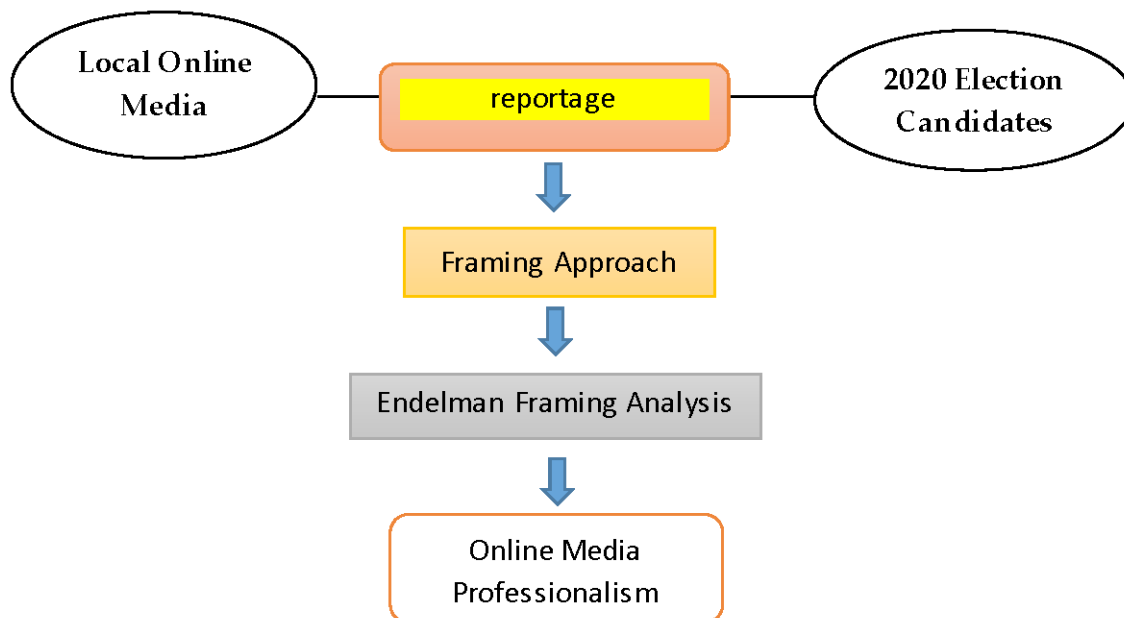 Local Online
Media
reportage
2020 Election
Candidates
Framing Approach
Endelman Framing Analysis
Online Media
Professionalism